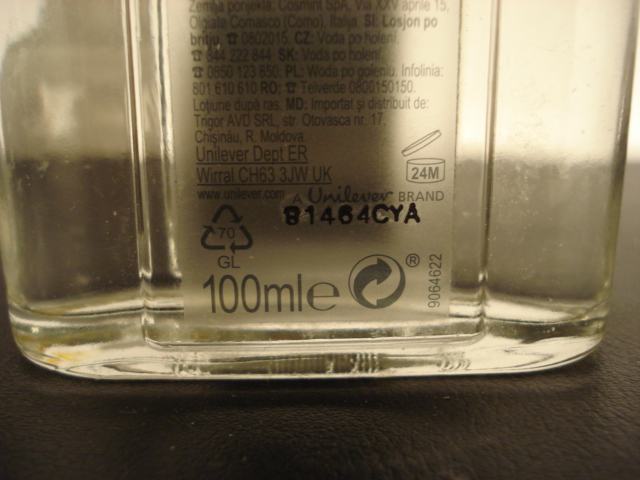 Zemlja porijekla: Cosmint SpA, Via XXV aprile 15,
Olgiate Comasco (Como), Italija. SI: Losjon po
britju, ☎ 0802015. CZ: Voda po holení.
☎ 844 222 844 SK: Voda po holení.
☎ 0850 123 850. PL: Woda po goleniu. Infolinia:
801 610 610 RO: ☎ Telverde 0800150150.
Loțiune după ras. MD: Importat și distribuit de:
Trigor AVD SRL, str. Otovasca nr. 17,
Chișinău, R. Moldova.
Unilever Dept ER
Wirral CH63 3JW UK
24M
www.unilever.com A Unilever BRAND
81464CYA
70
GL
100ml e ®
9064622